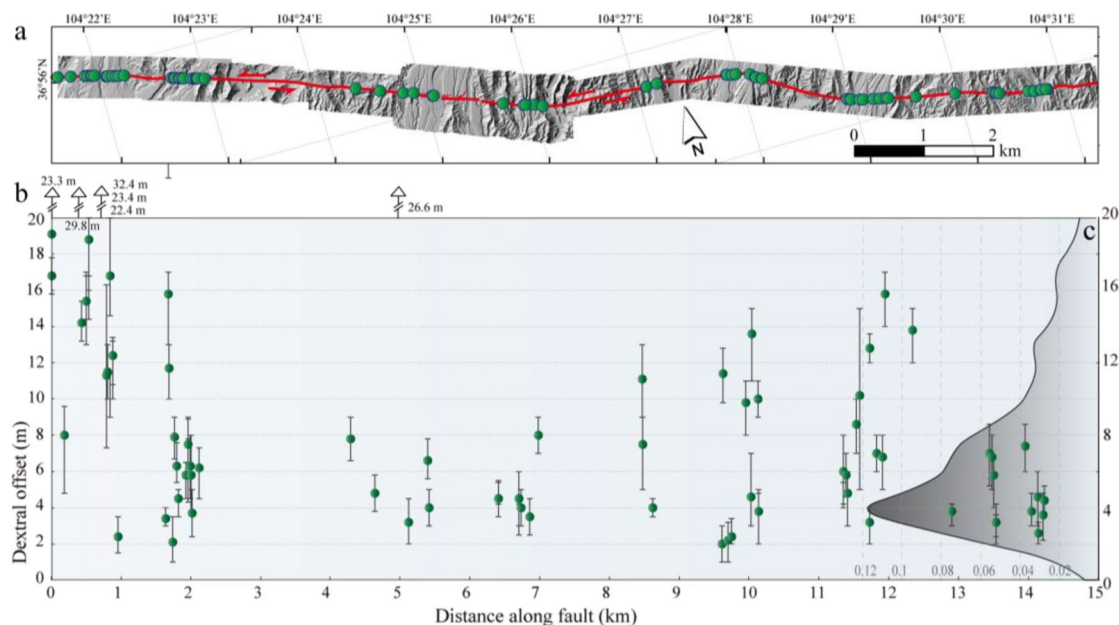 104°22'E 104°23'E 104°24'E 104°25'E 104°26'E 104°27'E 104°28'E 104°29'E 104°30'E 104°31'E
a
36°56'N
N
0 1 2
km
b
23.3 m
29.8 m
32.4 m
23.4 m
22.4 m
26.6 m
c
20
18
16
14
12
10
8
6
4
2
0
Dextral offset (m)
20
16
12
8
4
0
0.12 0.1 0.08 0.06 0.04 0.02
0 1 2 3 4 5 6 7 8 9 10 11 12 13 14 15
Distance along fault (km)